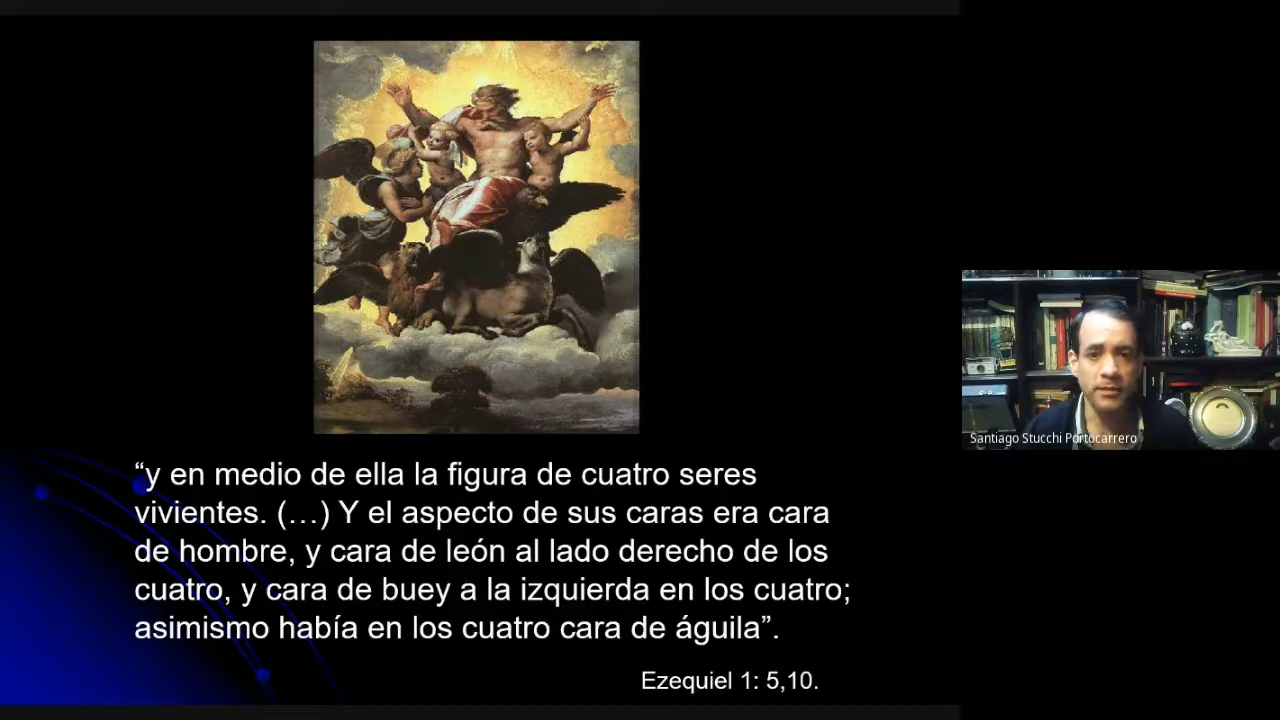 “y en medio de ella la figura de cuatro seres
vivientes. (…) Y el aspecto de sus caras era cara
de hombre, y cara de león al lado derecho de los
cuatro, y cara de buey a la izquierda en los cuatro;
asimismo había en los cuatro cara de águila”.
Ezequiel 1: 5,10.
Santiago Stucchi Portocarrero